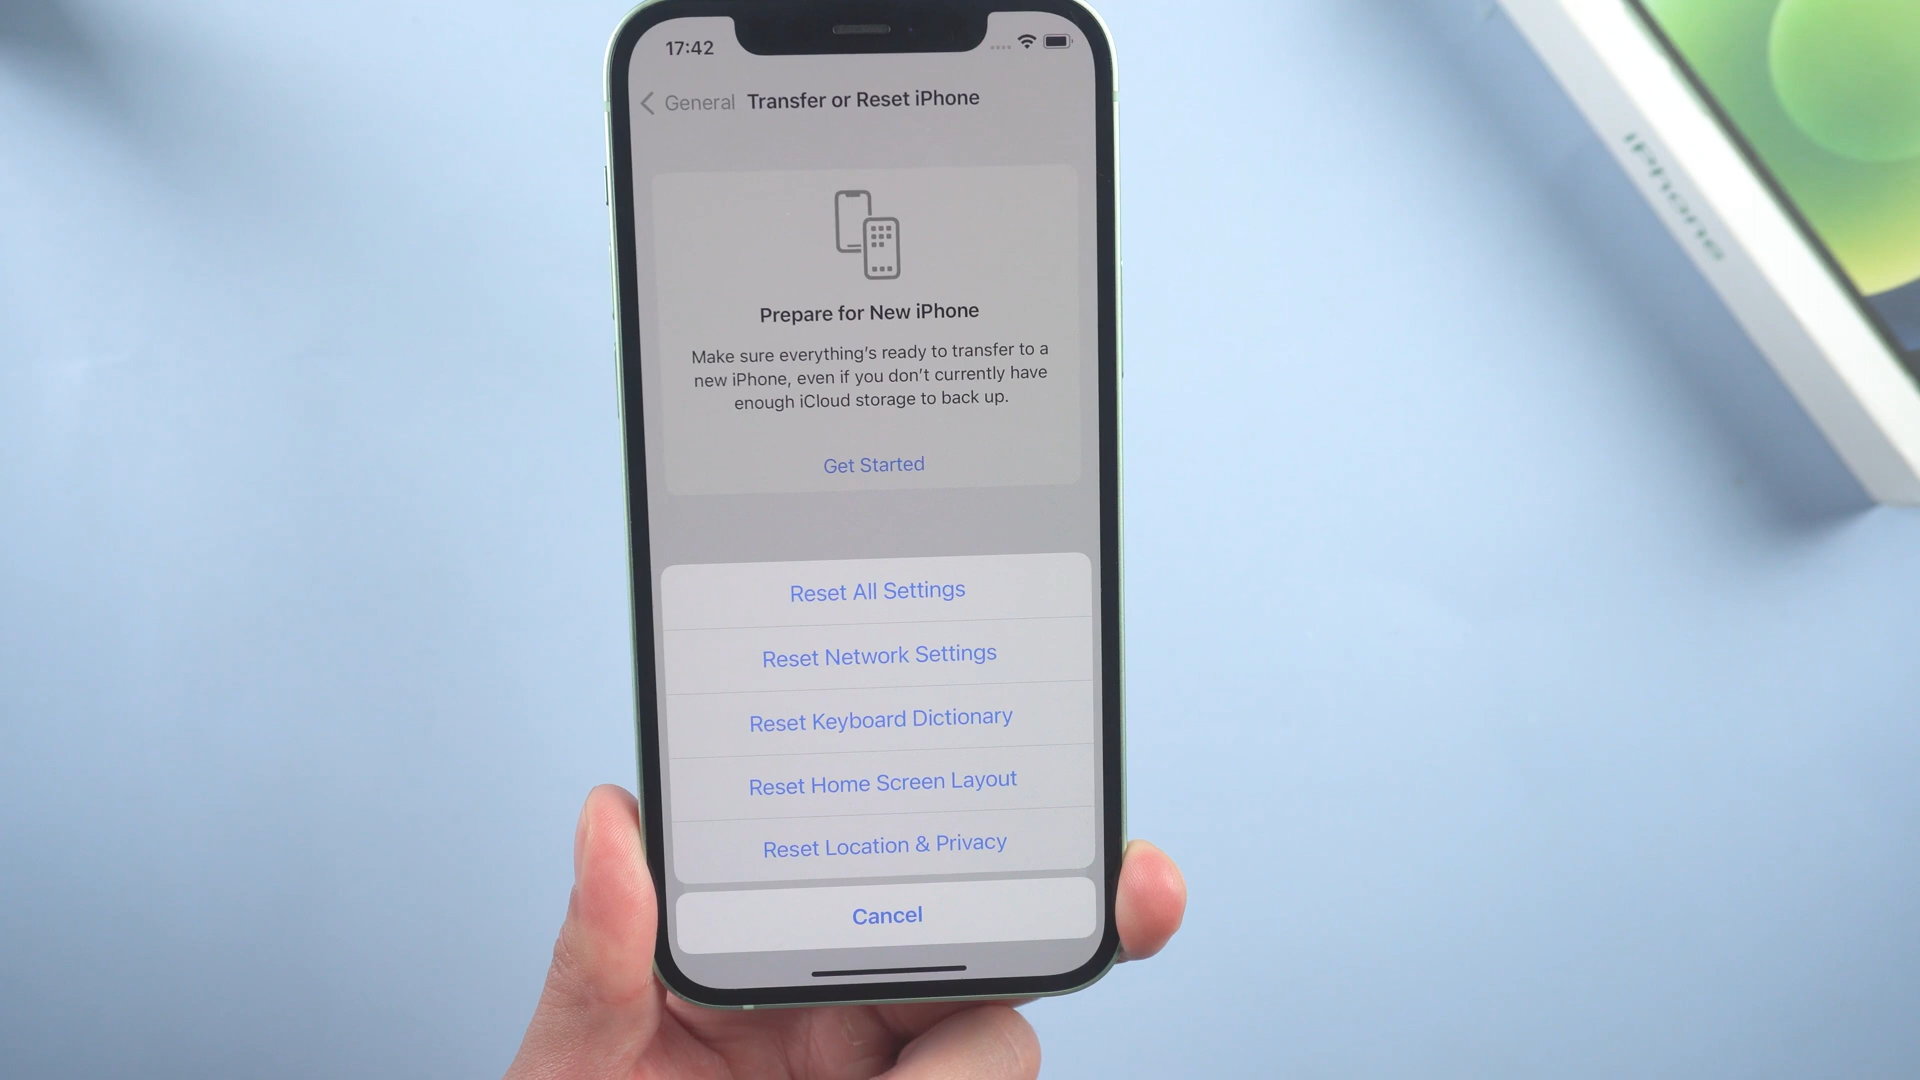 17:42
General Transfer or Reset iPhone
Prepare for New iPhone
Make sure everything's ready to transfer to a
new iPhone, even if you don't currently have
enough iCloud storage to back up.
Get Started
Reset All Settings
Reset Network Settings
Reset Keyboard Dictionary
Reset Home Screen Layout
Reset Location & Privacy
Cancel
iPhone